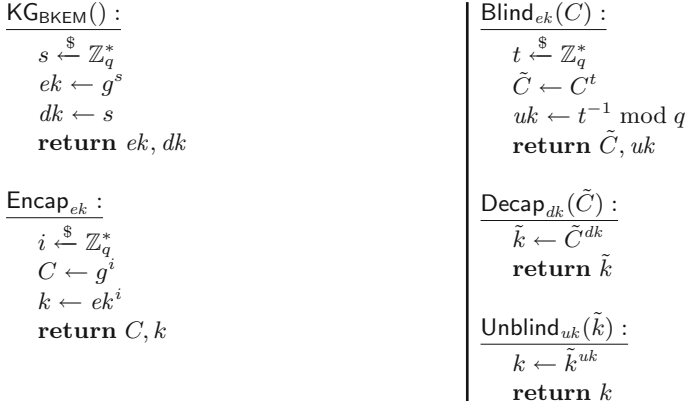 KG_BKEM() :
s ←$ ℤ_q^*
ek ← g^s
dk ← s
return ek, dk
Encap_ek :
i ←$ ℤ_q^*
C ← g^i
k ← ek^i
return C, k
Blind_ek(C) :
t ←$ ℤ_q^*
C̃ ← C^t
uk ← t^−1 mod q
return C̃, uk
Decap_dk(C̃) :
k̃ ← C̃^dk
return k̃
Unblind_uk(k̃) :
k ← k̃^uk
return k